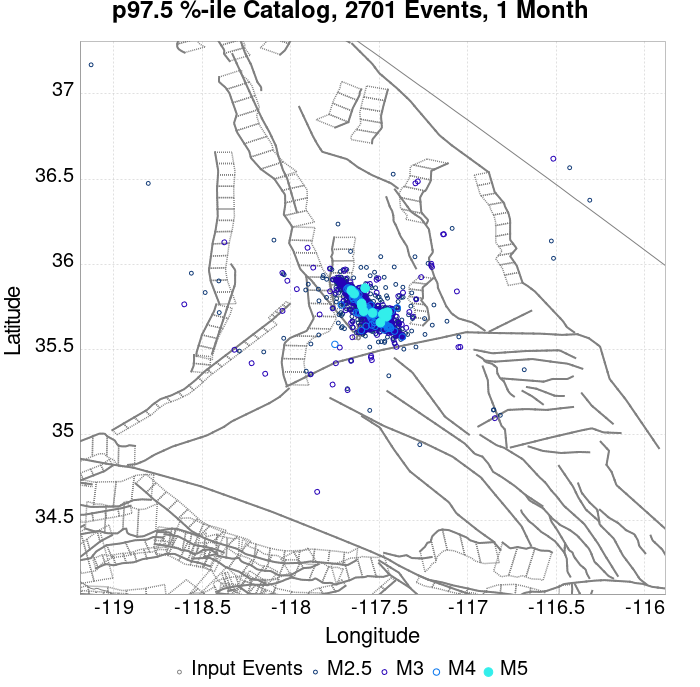 p97.5 %-ile Catalog, 2701 Events, 1 Month
37
36.5
36
35.5
35
34.5
Latitude
-119
-118.5
-118
-117.5
-117
-116.5
-116
Longitude
Input Events
M2.5
M3
M4
M5